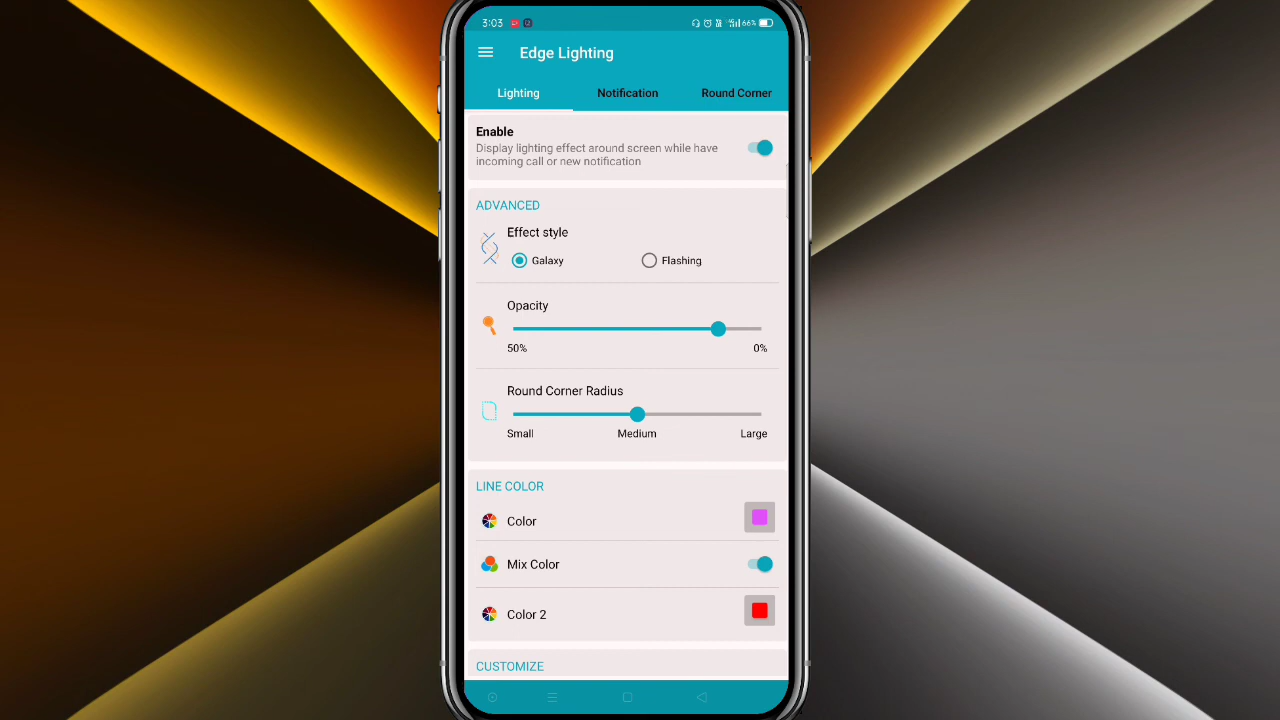 3:03 66%
Edge Lighting
Lighting Notification Round Corner
Enable
Display lighting effect around screen while have
incoming call or new notification
ADVANCED
Effect style
Galaxy Flashing
Opacity
50% 0%
Round Corner Radius
Small Medium Large
LINE COLOR
Color
Mix Color
Color 2
CUSTOMIZE